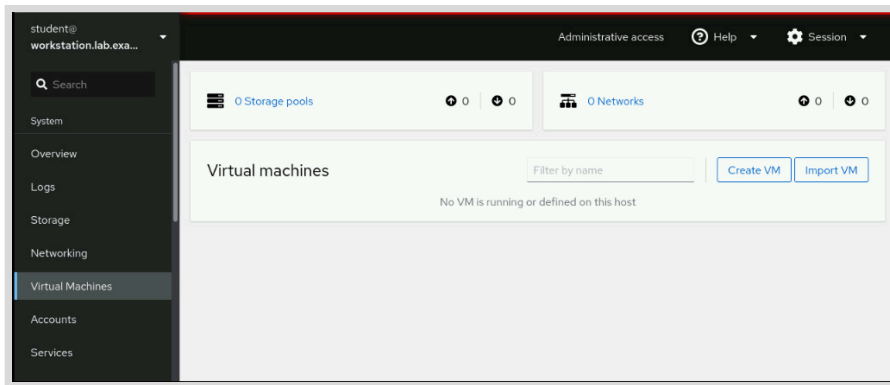 student@
workstation.lab.exa...
Administrative access
Help
Session
Search
System
Overview
Logs
Storage
Networking
Virtual Machines
Accounts
Services
0 Storage pools
0
0
0 Networks
0
0
Virtual machines
Filter by name
Create VM
Import VM
No VM is running or defined on this host